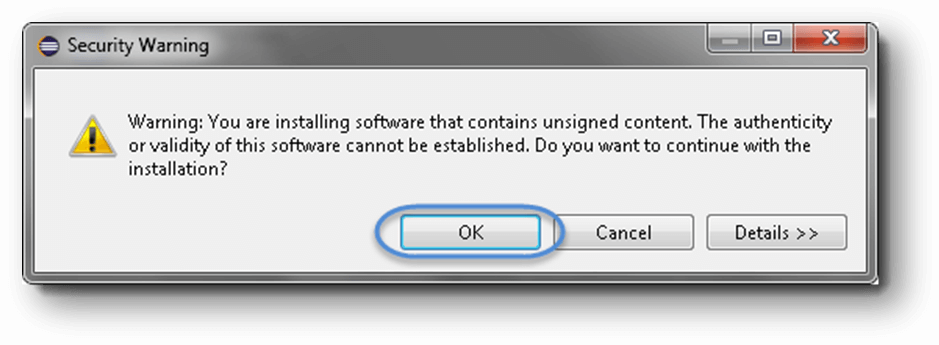 Security Warning
Warning: You are installing software that contains unsigned content. The authenticity
or validity of this software cannot be established. Do you want to continue with the
installation?
OK
Cancel
Details >>